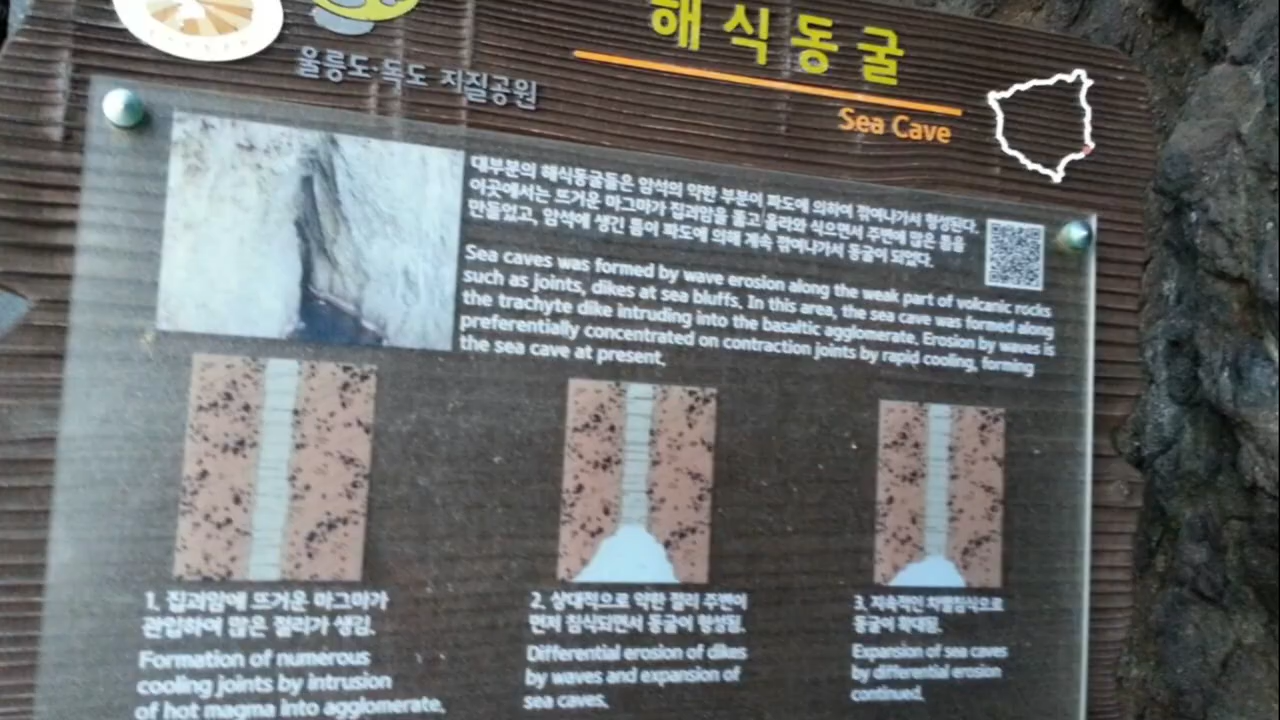 해식동굴
울릉도·독도 지질공원
Sea Cave
대부분의 해식동굴들은 암석의 약한 부분이 파도에 의하여 깎여나가서 형성된다.
이곳에서는 뜨거운 마그마가 집괴암을 뚫고 올라와 식으면서 주변에 많은 틈을
만들었고, 암석에 생긴 틈이 파도에 의해 계속 깎여나가서 동굴이 되었다.
Sea caves was formed by wave erosion along the weak part of volcanic rocks
such as joints, dikes at sea bluffs. In this area, the sea cave was formed along
the trachyte dike intruding into the basaltic agglomerate. Erosion by waves is
preferentially concentrated on contraction joints by rapid cooling, forming
the sea cave at present.
1. 집괴암에 뜨거운 마그마가
관입하여 많은 절리가 생김.
Formation of numerous
cooling joints by intrusion
of hot magma into agglomerate.
2. 상대적으로 약한 절리 주변이
먼저 침식되면서 동굴이 형성됨.
Differential erosion of dikes
by waves and expansion of
sea caves.
3. 지속적인 차별침식으로
동굴이 확대됨.
Expansion of sea caves
by differential erosion
continued.